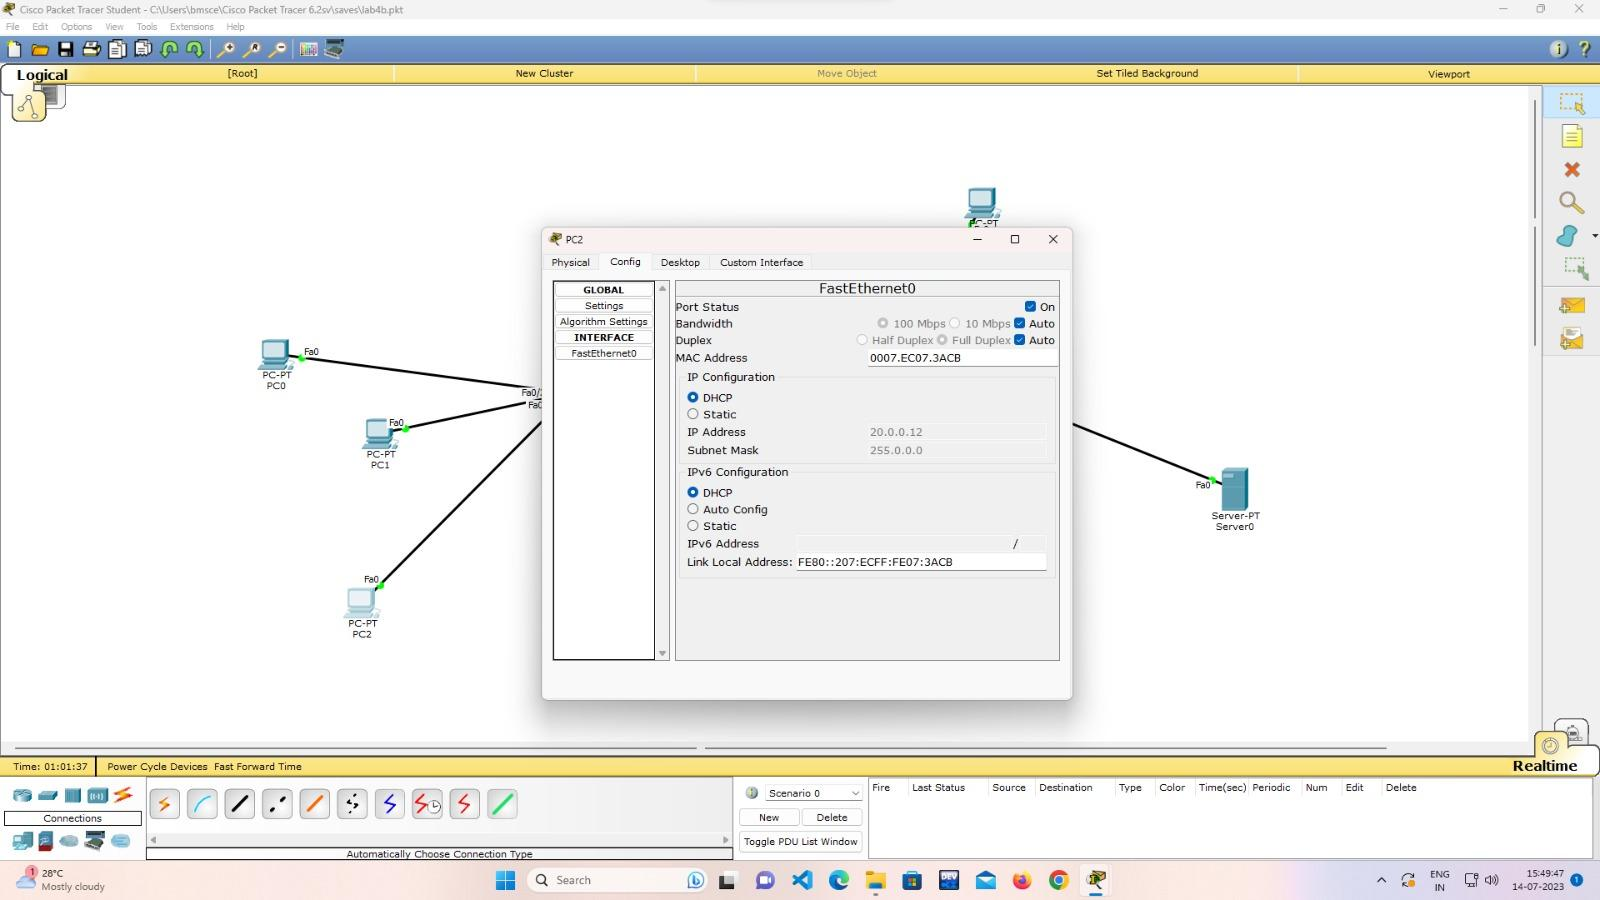 Cisco Packet Tracer Student - C:\Users\bmsce\Cisco Packet Tracer 6.2sv\saves\lab4b.pkt
File Edit Options View Tools Extensions Help
Logical [Root] New Cluster Move Object Set Tiled Background Viewport
PC-PT
PC2
Physical Config Desktop Custom Interface
GLOBAL
Settings
Algorithm Settings
INTERFACE
FastEthernet0
FastEthernet0
Port Status On
Bandwidth 100 Mbps 10 Mbps Auto
Duplex Half Duplex Full Duplex Auto
MAC Address 0007.EC07.3ACB
IP Configuration
DHCP
Static
IP Address 20.0.0.12
Subnet Mask 255.0.0.0
IPv6 Configuration
DHCP
Auto Config
Static
IPv6 Address /
Link Local Address: FE80::207:ECFF:FE07:3ACB
Fa0
PC-PT
PC0
Fa0/
Fa0
Fa0
PC-PT
PC1
Fa0
Server-PT
Server0
Fa0
PC-PT
PC2
Time: 01:01:37 Power Cycle Devices Fast Forward Time
Realtime
Connections
Automatically Choose Connection Type
Scenario 0
New Delete
Toggle PDU List Window
Fire Last Status Source Destination Type Color Time(sec) Periodic Num Edit Delete
1
28°C
Mostly cloudy
Search
DEV
ENG
IN
15:49:47
14-07-2023
1